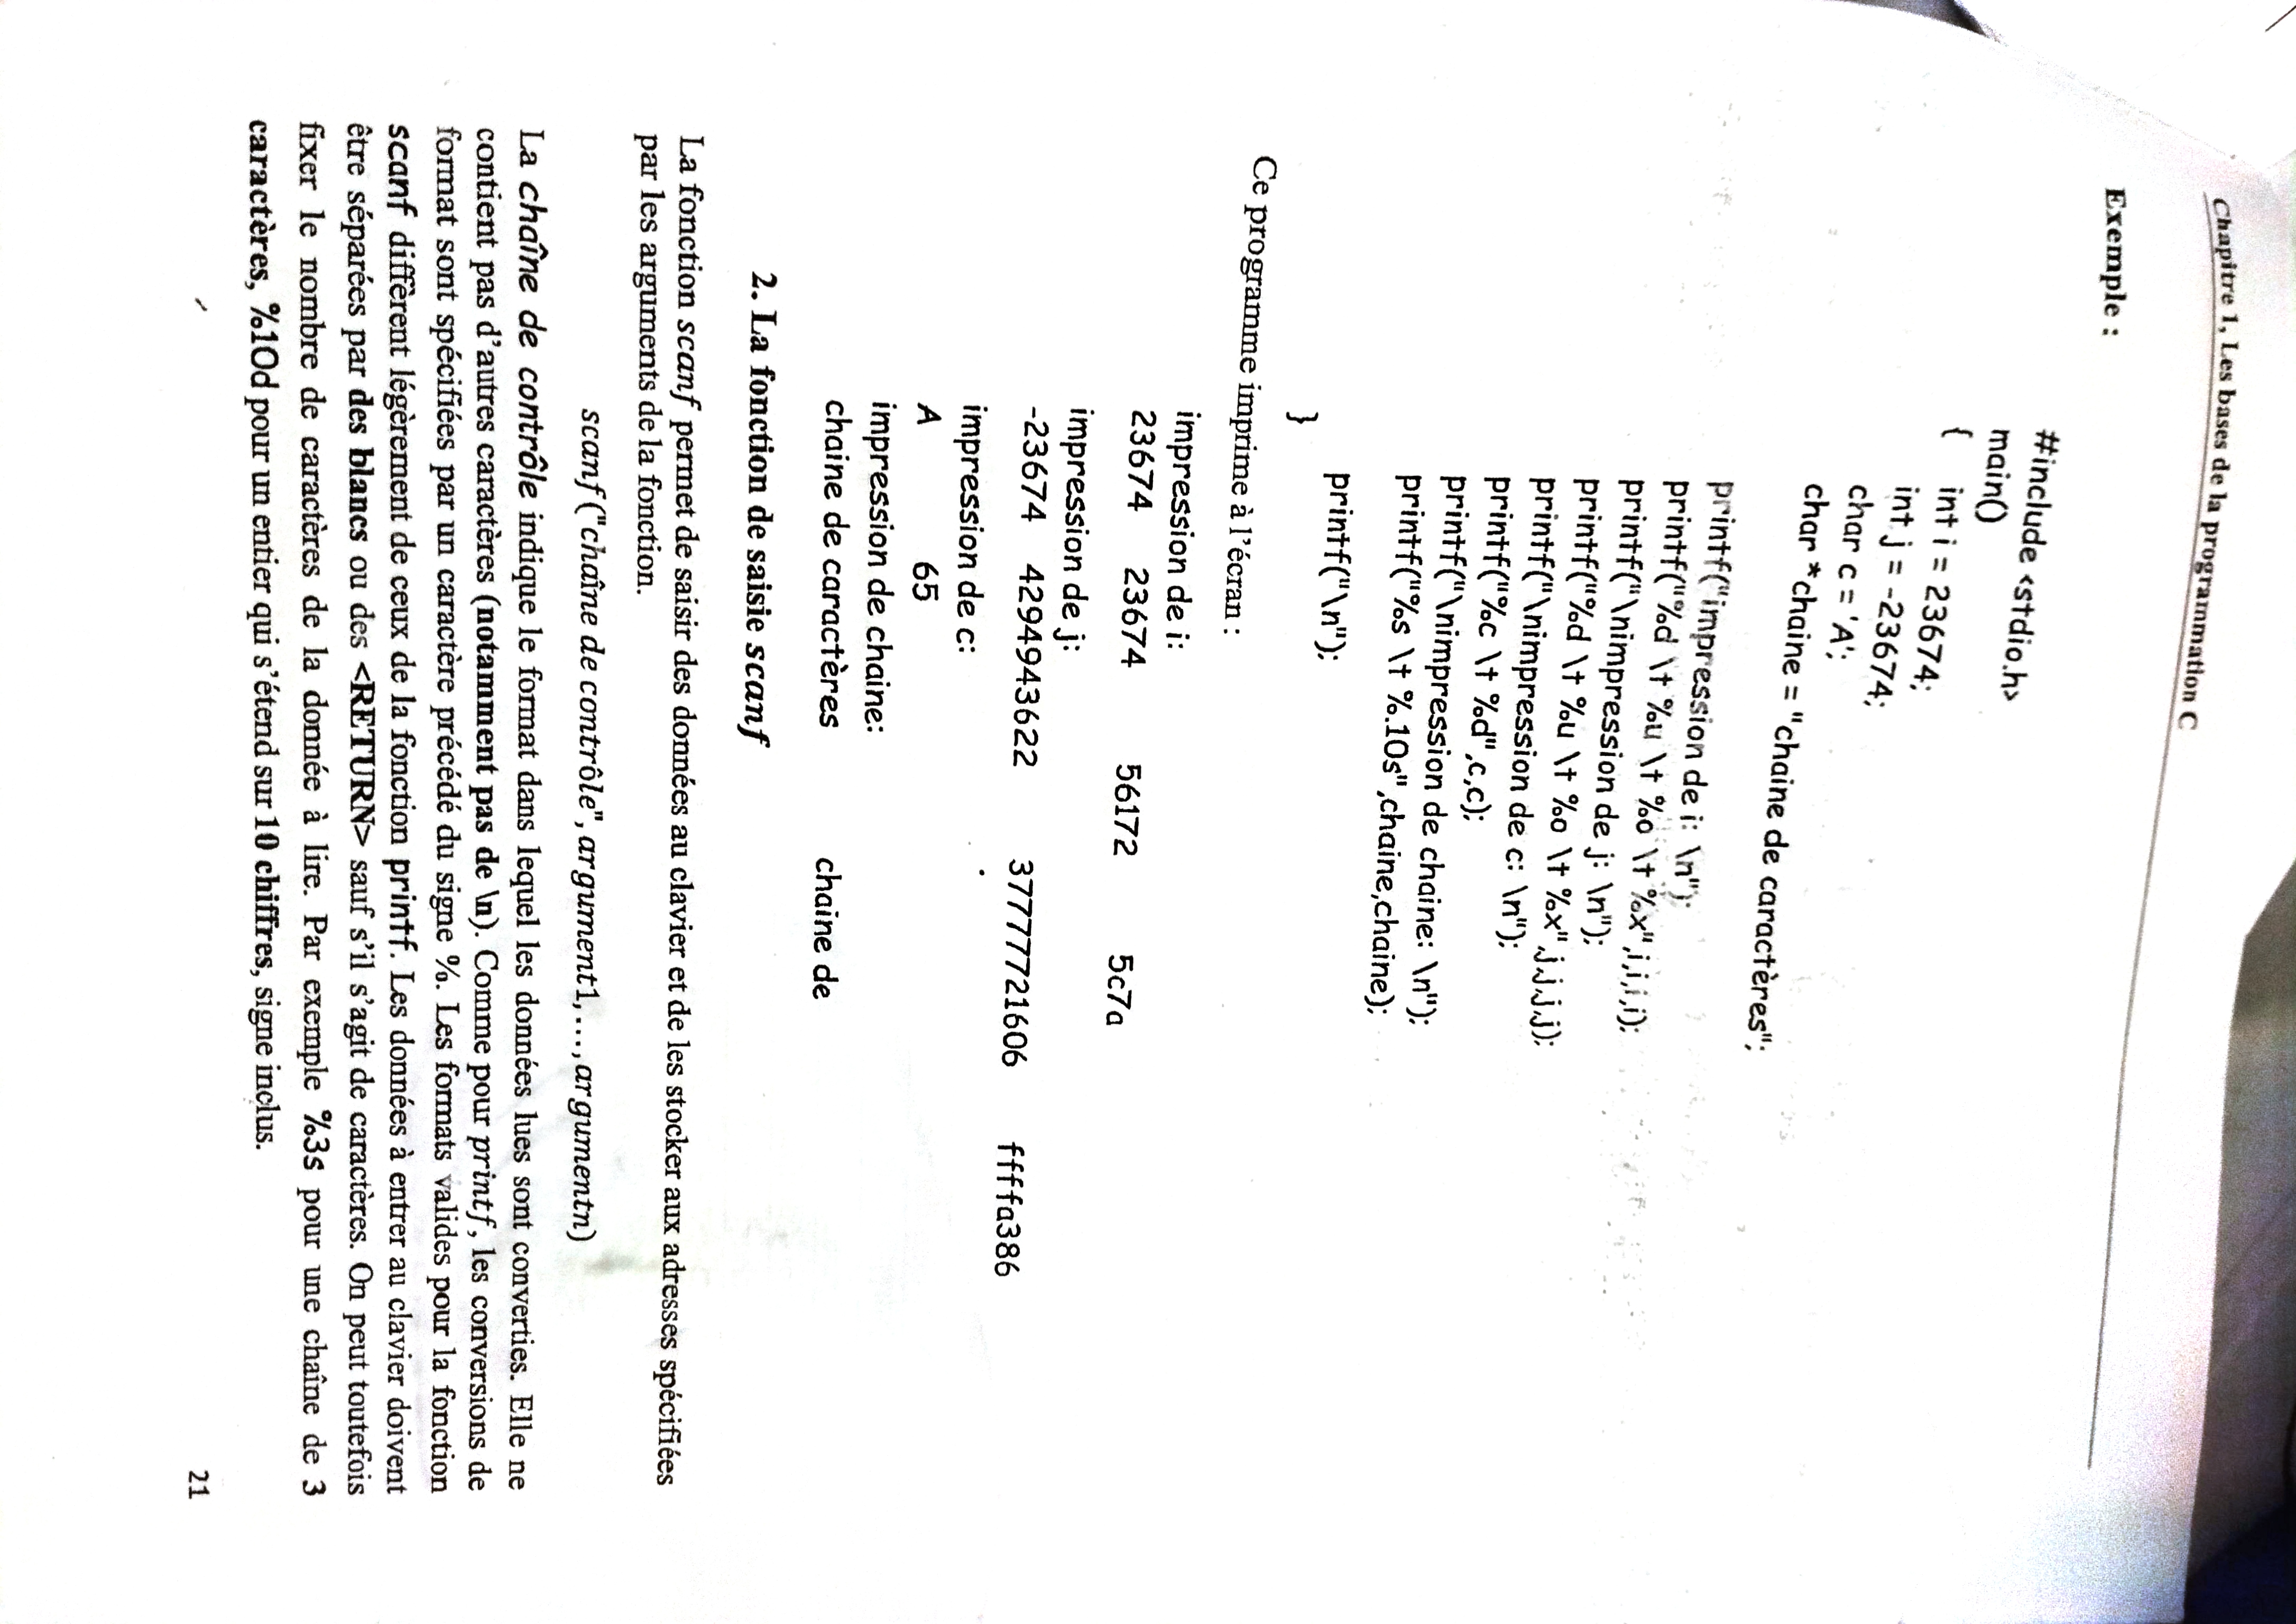 Chapitre 1, Les bases de la programmation C
Exemple :
#include <stdio.h>
main()
{
int i = 23674;
int j = -23674;
char c = 'A';
char *chaine = "chaine de caractères";
printf("impression de i: \n");
printf("%d \t %u \t %o \t %x",i,i,i,i);
printf("\nimpression de j: \n");
printf("%d \t %u \t %o \t %x",j,j,j,j);
printf("\nimpression de c: \n");
printf("%c \t %d",c,c);
printf("\nimpression de chaine: \n");
printf("%s \t %.10s",chaine,chaine);
printf("\n");
}
Ce programme imprime à l'écran :
impression de i:
23674 23674 56172 5c7a
impression de j:
-23674 4294943622 37777721606 ffffa386
impression de c:
A 65
impression de chaine:
chaine de caractères chaine de
2. La fonction de saisie scanf
La fonction scanf permet de saisir des données au clavier et de les stocker aux adresses spécifiées
par les arguments de la fonction.
scanf("chaîne de contrôle", argument1, ..., argumentn)
La chaîne de contrôle indique le format dans lequel les données lues sont converties. Elle ne
contient pas d'autres caractères (notamment pas de \n). Comme pour printf, les conversions de
format sont spécifiées par un caractère précédé du signe %. Les formats valides pour la fonction
scanf diffèrent légèrement de ceux de la fonction printf. Les données à entrer au clavier doivent
être séparées par des blancs ou des <RETURN> sauf s'il s'agit de caractères. On peut toutefois
fixer le nombre de caractères de la donnée à lire. Par exemple %3s pour une chaîne de 3
caractères, %10d pour un entier qui s'étend sur 10 chiffres, signe inclus.
21